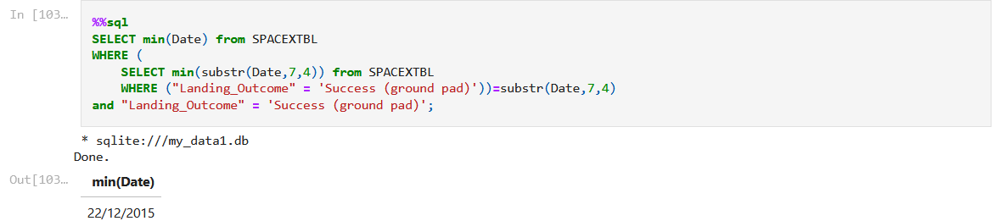 In [103...
%%sql
SELECT min(Date) from SPACEXTBL
WHERE (
    SELECT min(substr(Date,7,4)) from SPACEXTBL
    WHERE ("Landing_Outcome" = 'Success (ground pad)'))=substr(Date,7,4)
and "Landing_Outcome" = 'Success (ground pad)';
* sqlite:///my_data1.db
Done.
Out[103...
min(Date)
22/12/2015